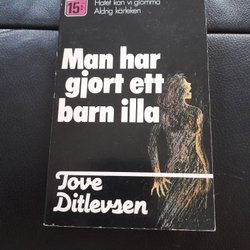 15:-
Hatet kan vi glömma
Aldrig kärleken
Man har
gjort ett
barn illa
Tove
Ditlevsen